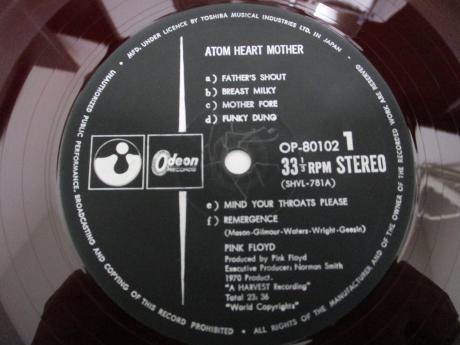 • MFD. UNDER LICENCE BY TOSHIBA MUSICAL INDUSTRIES LTD. IN JAPAN. •
ALL RIGHTS OF THE MANUFACTURER AND OF THE OWNER OF THE RECORDED WORK ARE RESERVED
UNAUTHORIZED PUBLIC PERFORMANCE, BROADCASTING AND COPYING OF THIS RECORD PROHIBITED •
ATOM HEART MOTHER
a) FATHER'S SHOUT
b) BREAST MILKY
c) MOTHER FORE
d) FUNKY DUNG
Odeon
RECORDS
OP-80102 1
33 1/3 RPM STEREO
(SHVL-781A)
e) MIND YOUR THROATS PLEASE
f) REMERGENCE
(Mason-Gilmour-Waters-Wright-Geesin)
PINK FLOYD
Produced by Pink Floyd
Executive Producer: Norman Smith
1970 Product.
"A HARVEST Recording"
Total 23; 36
"World Copyrights"